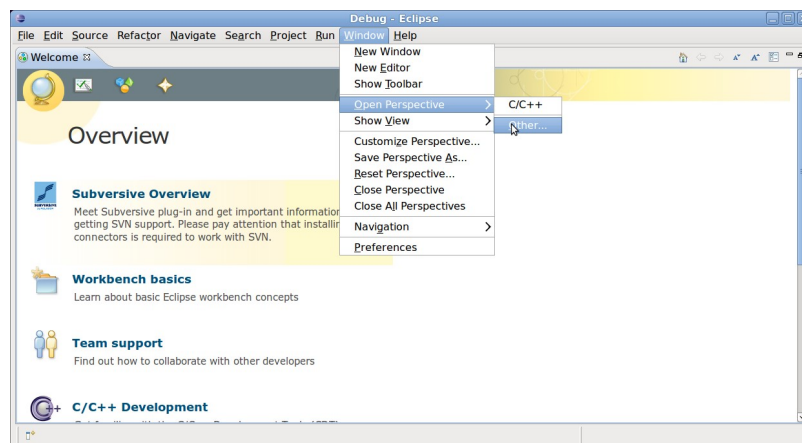 Debug - Eclipse
File Edit Source Refactor Navigate Search Project Run Window Help
Welcome
New Window
New Editor
Show Toolbar
Open Perspective
C/C++
Show View
Other...
Customize Perspective...
Save Perspective As...
Reset Perspective...
Close Perspective
Close All Perspectives
Navigation
Preferences
Overview
Subversive Overview
Meet Subversive plug-in and get important information
getting SVN support. Please pay attention that
connectors is required to work with SVN.
Workbench basics
Learn about basic Eclipse workbench concepts
Team support
Find out how to collaborate with other developers
C/C++ Development